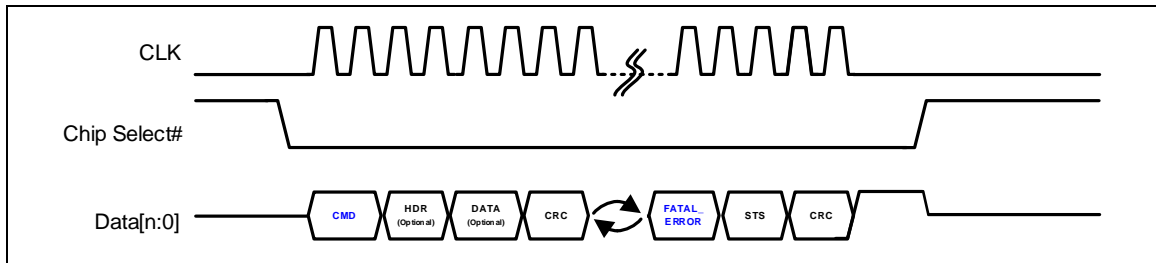 CLK
Chip Select#
Data[n:0]
CMD
HDR
(Optional)
DATA
(Optional)
CRC
FATAL_
ERROR
STS
CRC